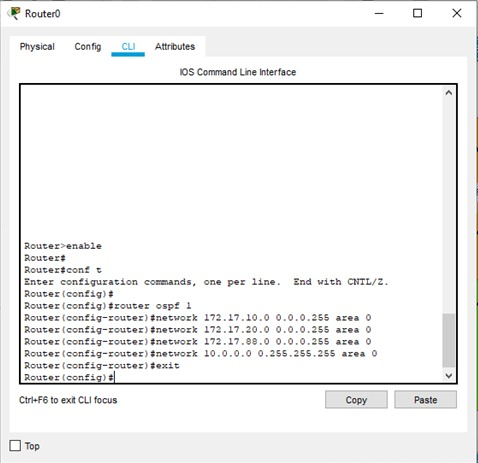 Router0
Physical Config CLI Attributes
IOS Command Line Interface
Router>enable
Router#
Router#conf t
Enter configuration commands, one per line.  End with CNTL/Z.
Router(config)#
Router(config)#router ospf 1
Router(config-router)#network 172.17.10.0 0.0.0.255 area 0
Router(config-router)#network 172.17.20.0 0.0.0.255 area 0
Router(config-router)#network 172.17.88.0 0.0.0.255 area 0
Router(config-router)#network 10.0.0.0 0.255.255.255 area 0
Router(config-router)#exit
Router(config)#
Ctrl+F6 to exit CLI focus
Copy Paste
Top